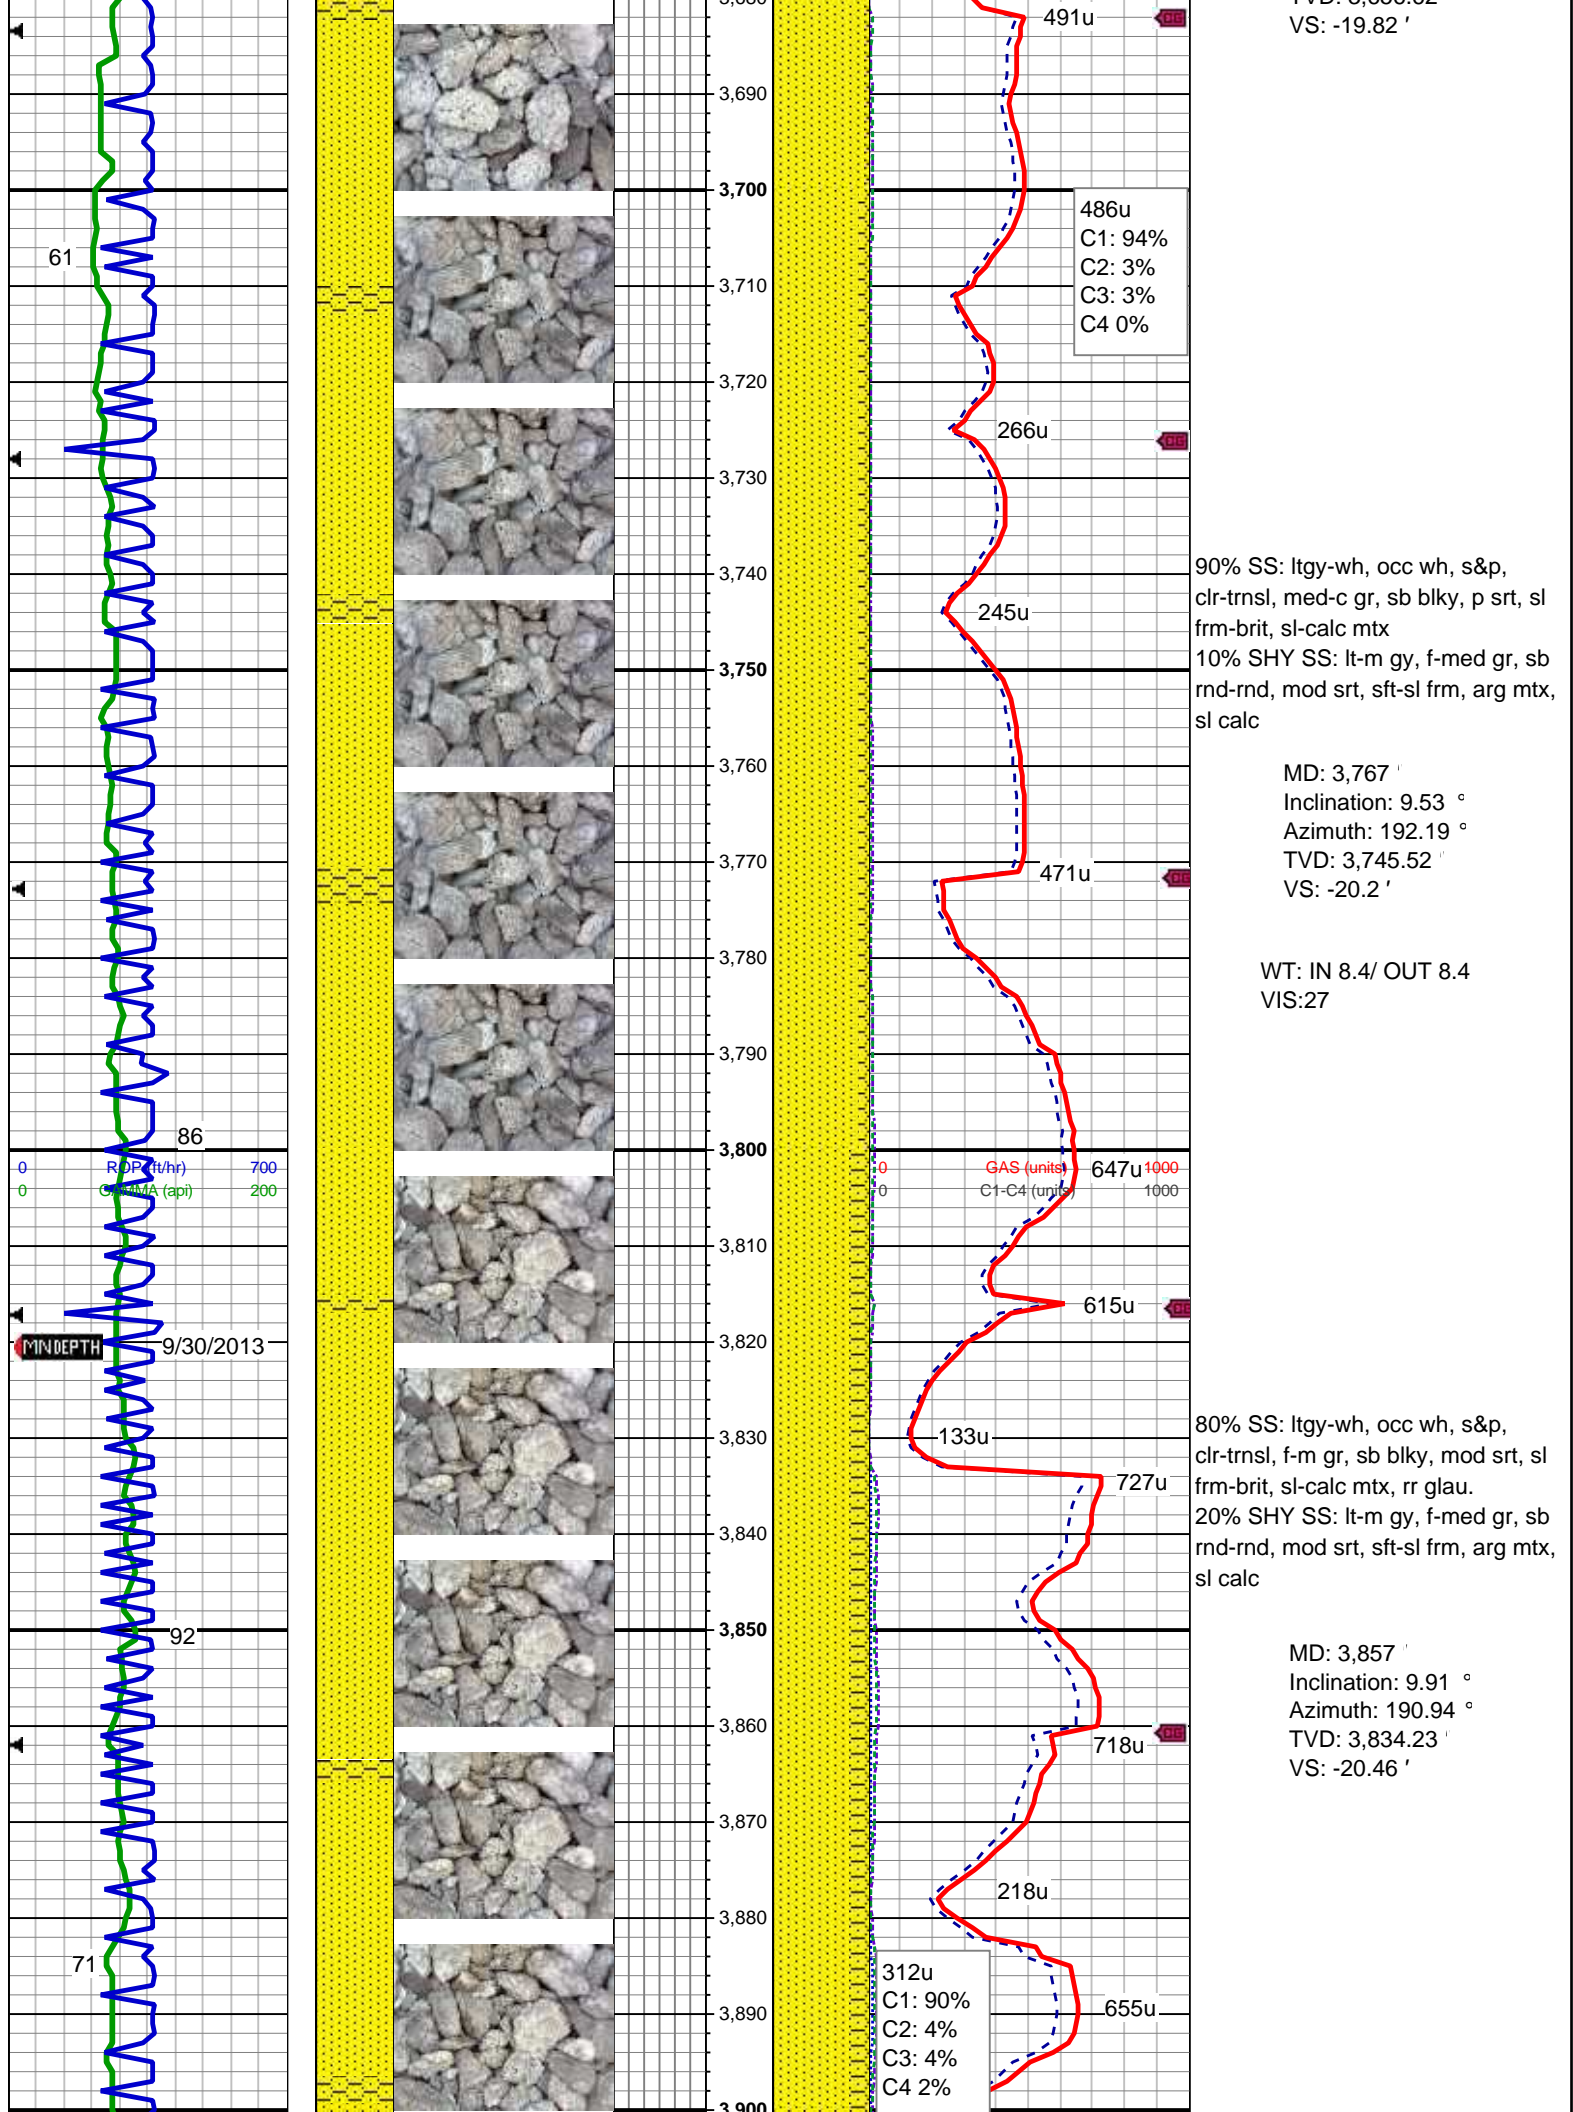 491u
CG
VS: -19.82 '
3,690
3,700
486u
C1: 94%
C2: 3%
C3: 3%
C4 0%
61
3,710
3,720
266u
CG
3,730
3,740
90% SS: ltgy-wh, occ wh, s&p,
clr-trnsl, med-c gr, sb blky, p srt, sl
frm-brit, sl-calc mtx
10% SHY SS: lt-m gy, f-med gr, sb
rnd-rnd, mod srt, sft-sl frm, arg mtx,
sl calc
245u
3,750
3,760
MD: 3,767 '
Inclination: 9.53 °
Azimuth: 192.19 °
TVD: 3,745.52 '
VS: -20.2 '
3,770
471u
CG
3,780
WT: IN 8.4/ OUT 8.4
VIS:27
3,790
86
3,800
0 ROP (ft/hr) 700
0 GAMMA (api) 200
0 GAS (units) 1000
0 C1-C4 (units) 1000
647u
3,810
615u
CG
3,820
MNDEPTH
9/30/2013
3,830
133u
80% SS: ltgy-wh, occ wh, s&p,
clr-trnsl, f-m gr, sb blky, mod srt, sl
frm-brit, sl-calc mtx, rr glau.
20% SHY SS: lt-m gy, f-med gr, sb
rnd-rnd, mod srt, sft-sl frm, arg mtx,
sl calc
727u
3,840
3,850
92
MD: 3,857 '
Inclination: 9.91 °
Azimuth: 190.94 °
TVD: 3,834.23 '
VS: -20.46 '
3,860
718u
CG
3,870
218u
3,880
71
312u
C1: 90%
C2: 4%
C3: 4%
C4 2%
655u
3,890
3,900